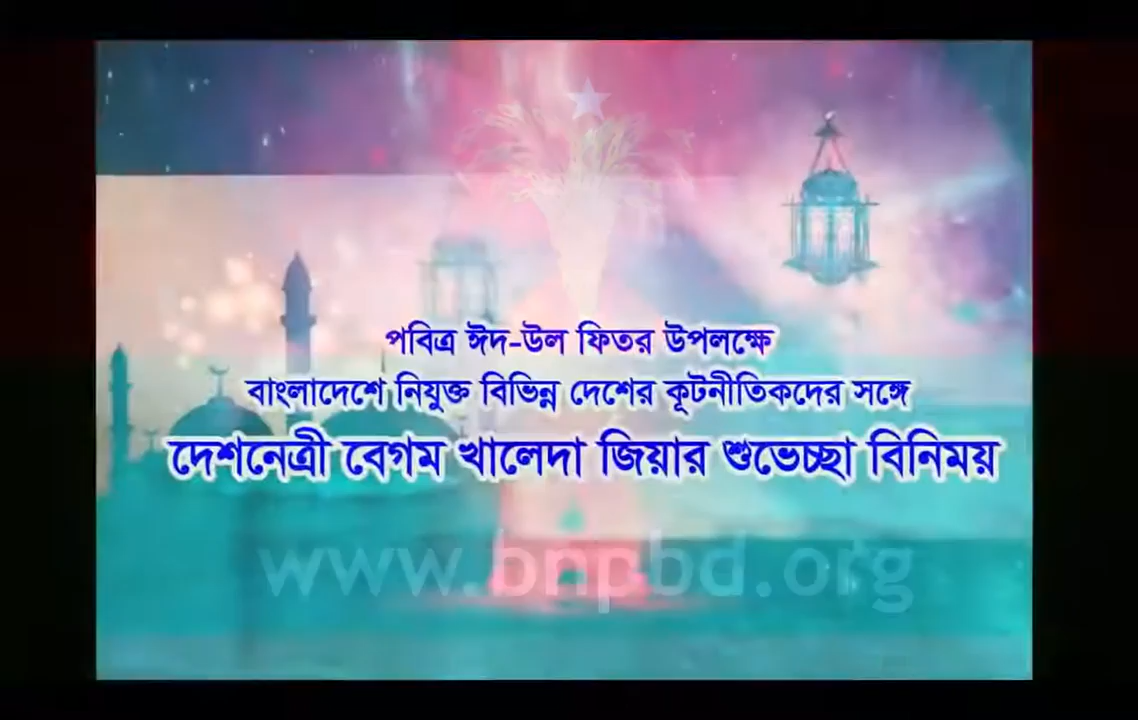 পবিত্র ঈদ-উল ফিতর উপলক্ষে
বাংলাদেশে নিযুক্ত বিভিন্ন দেশের কূটনীতিকদের সঙ্গে
দেশনেত্রী বেগম খালেদা জিয়ার শুভেচ্ছা বিনিময়
www.bnpbd.org